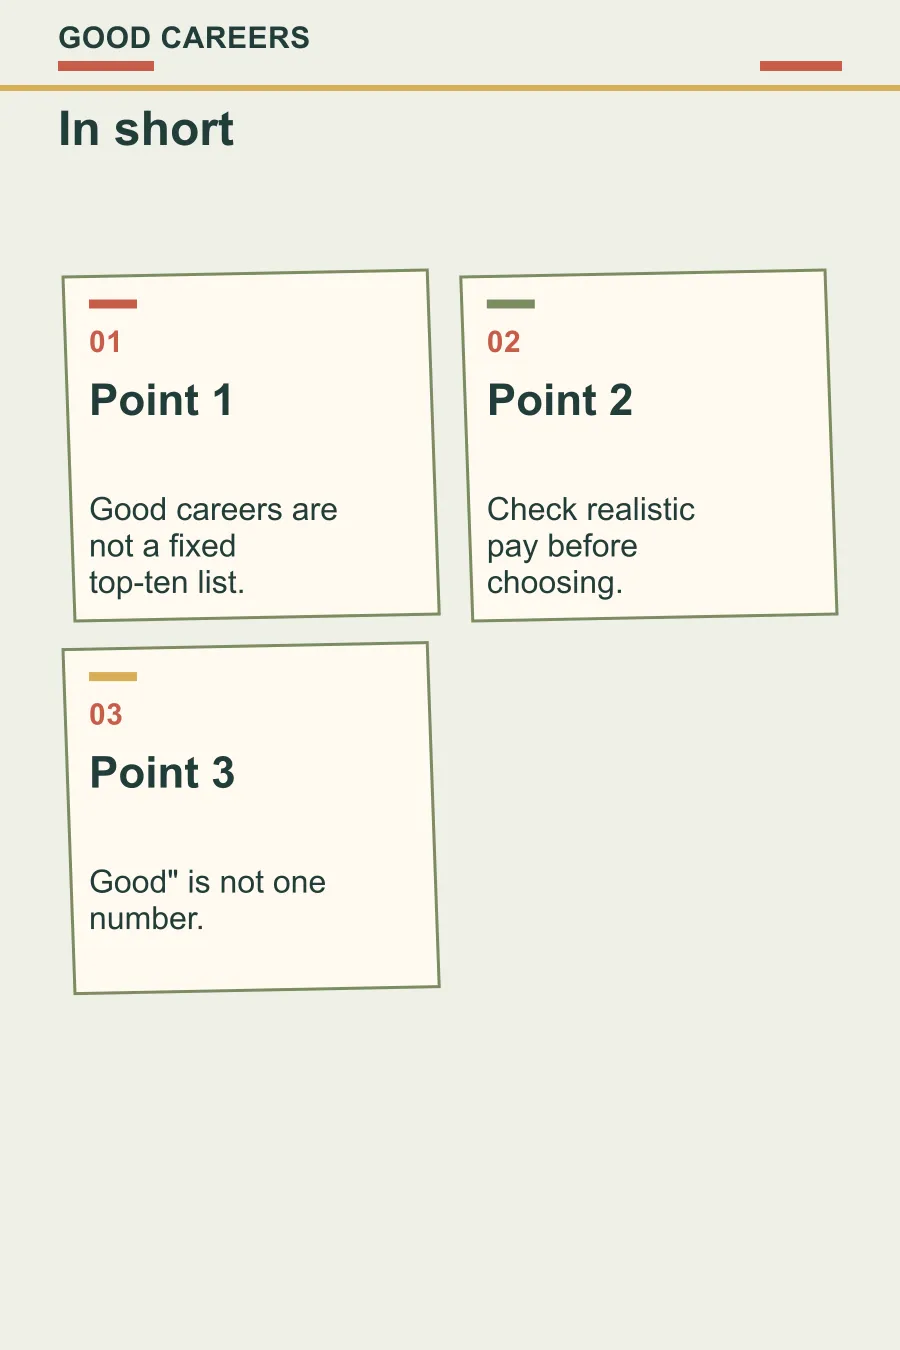 GOOD CAREERS
In short
01
Point 1
Good careers are
not a fixed
top-ten list.
02
Point 2
Check realistic
pay before
choosing.
03
Point 3
Good" is not one
number.